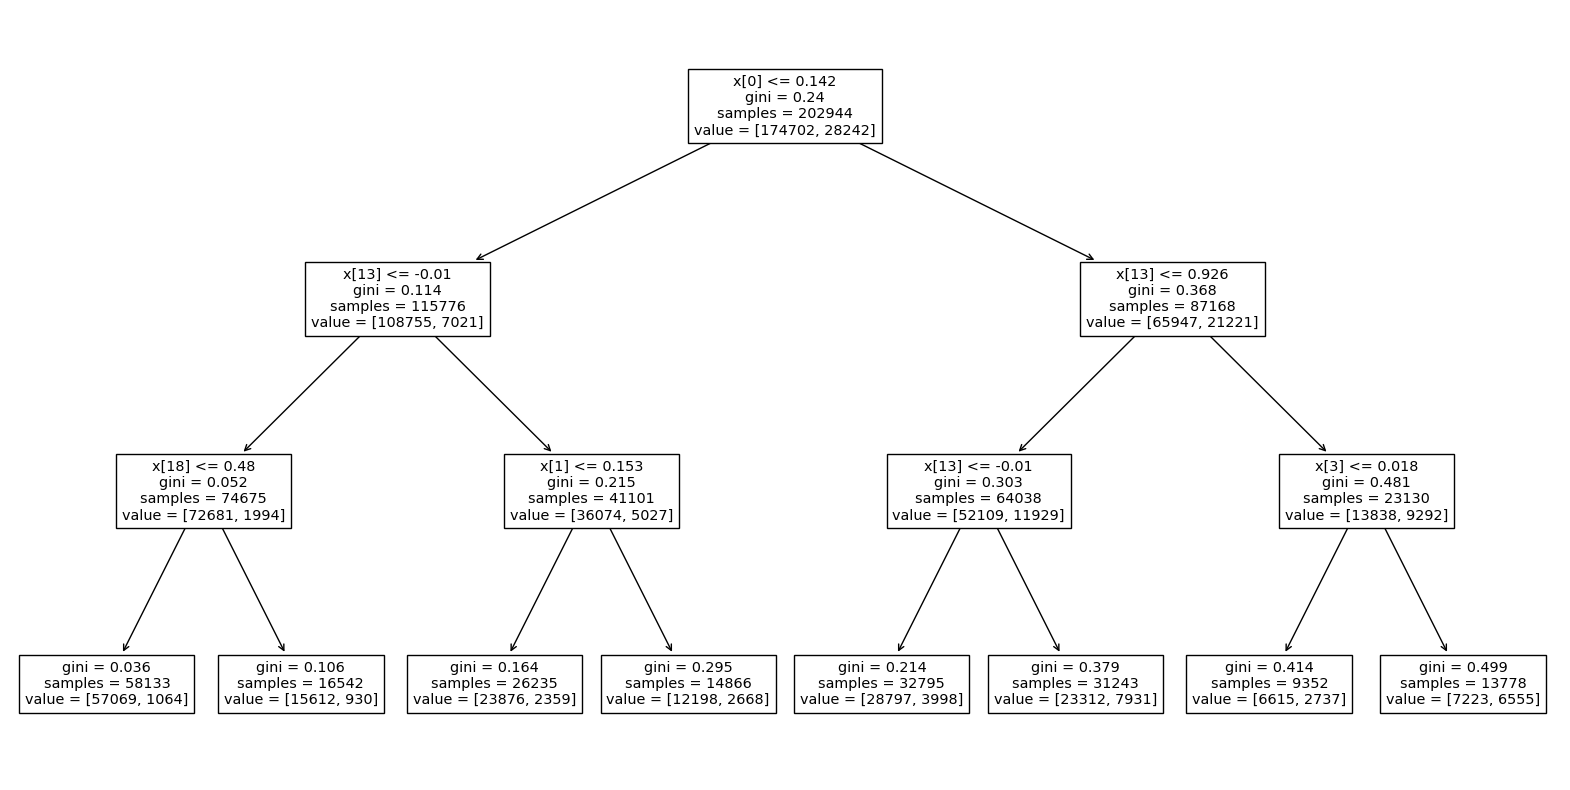 x[0] <= 0.142
gini = 0.24
samples = 202944
value = [174702, 28242]
x[13] <= -0.01
gini = 0.114
samples = 115776
value = [108755, 7021]
x[13] <= 0.926
gini = 0.368
samples = 87168
value = [65947, 21221]
x[18] <= 0.48
gini = 0.052
samples = 74675
value = [72681, 1994]
x[1] <= 0.153
gini = 0.215
samples = 41101
value = [36074, 5027]
x[13] <= -0.01
gini = 0.303
samples = 64038
value = [52109, 11929]
x[3] <= 0.018
gini = 0.481
samples = 23130
value = [13838, 9292]
gini = 0.036
samples = 58133
value = [57069, 1064]
gini = 0.106
samples = 16542
value = [15612, 930]
gini = 0.164
samples = 26235
value = [23876, 2359]
gini = 0.295
samples = 14866
value = [12198, 2668]
gini = 0.214
samples = 32795
value = [28797, 3998]
gini = 0.379
samples = 31243
value = [23312, 7931]
gini = 0.414
samples = 9352
value = [6615, 2737]
gini = 0.499
samples = 13778
value = [7223, 6555]